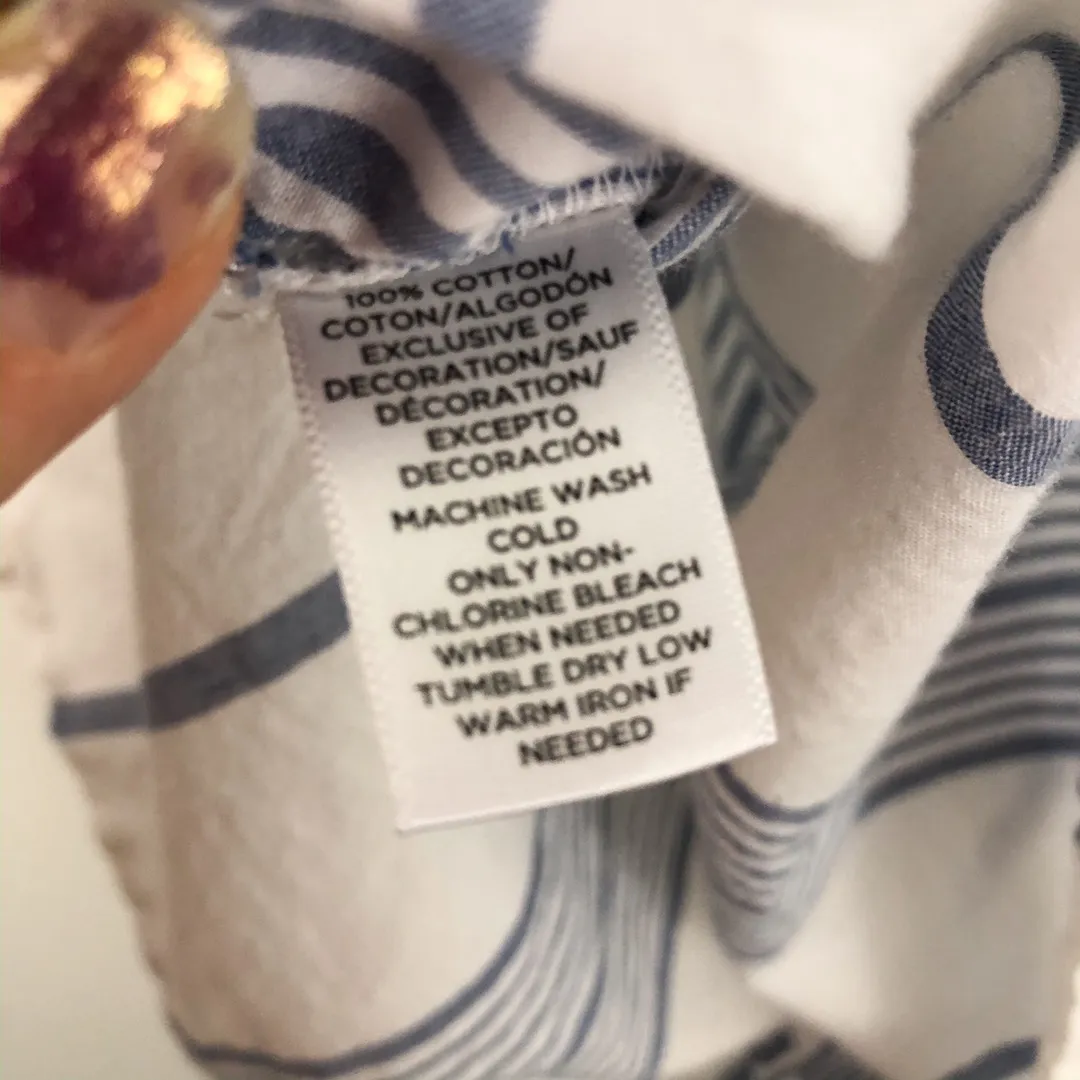 100% COTTON/
COTON/ALGODÓN
EXCLUSIVE OF
DECORATION/SAUF
DÉCORATION/
EXCEPTO
DECORACIÓN
MACHINE WASH
COLD
ONLY NON-
CHLORINE BLEACH
WHEN NEEDED
TUMBLE DRY LOW
WARM IRON IF
NEEDED